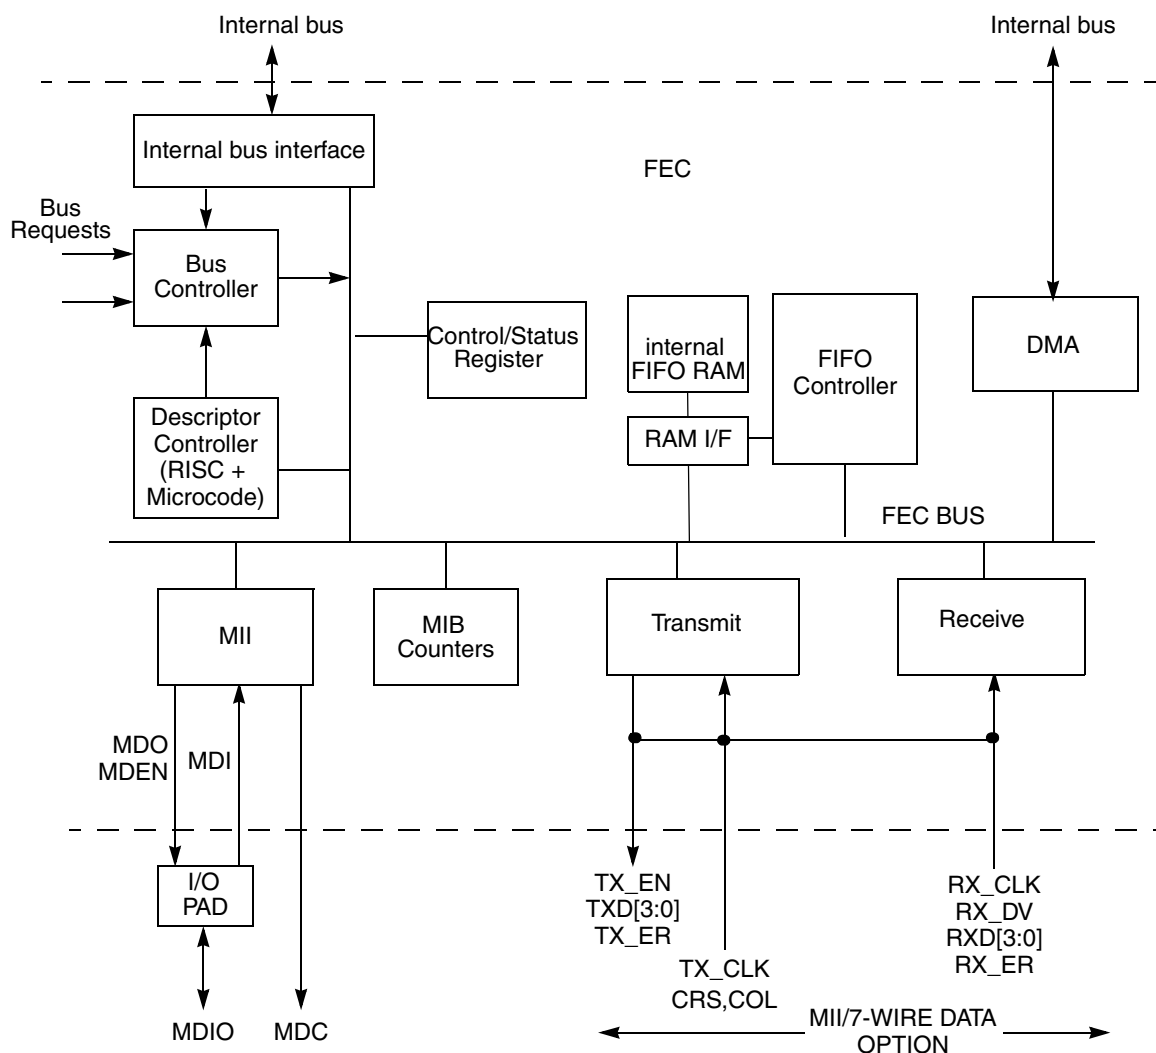 Internal bus
Internal bus
Internal bus interface
FEC
Bus
Requests
Bus
Controller
Control/Status
Register
internal
FIFO RAM
FIFO
Controller
DMA
RAM I/F
Descriptor
Controller
(RISC +
Microcode)
FEC BUS
MII
MIB
Counters
Transmit
Receive
MDO
MDEN
MDI
I/O
PAD
TX_EN
TXD[3:0]
TX_ER
RX_CLK
RX_DV
RXD[3:0]
RX_ER
TX_CLK
CRS,COL
MDIO
MDC
MII/7-WIRE DATA
OPTION